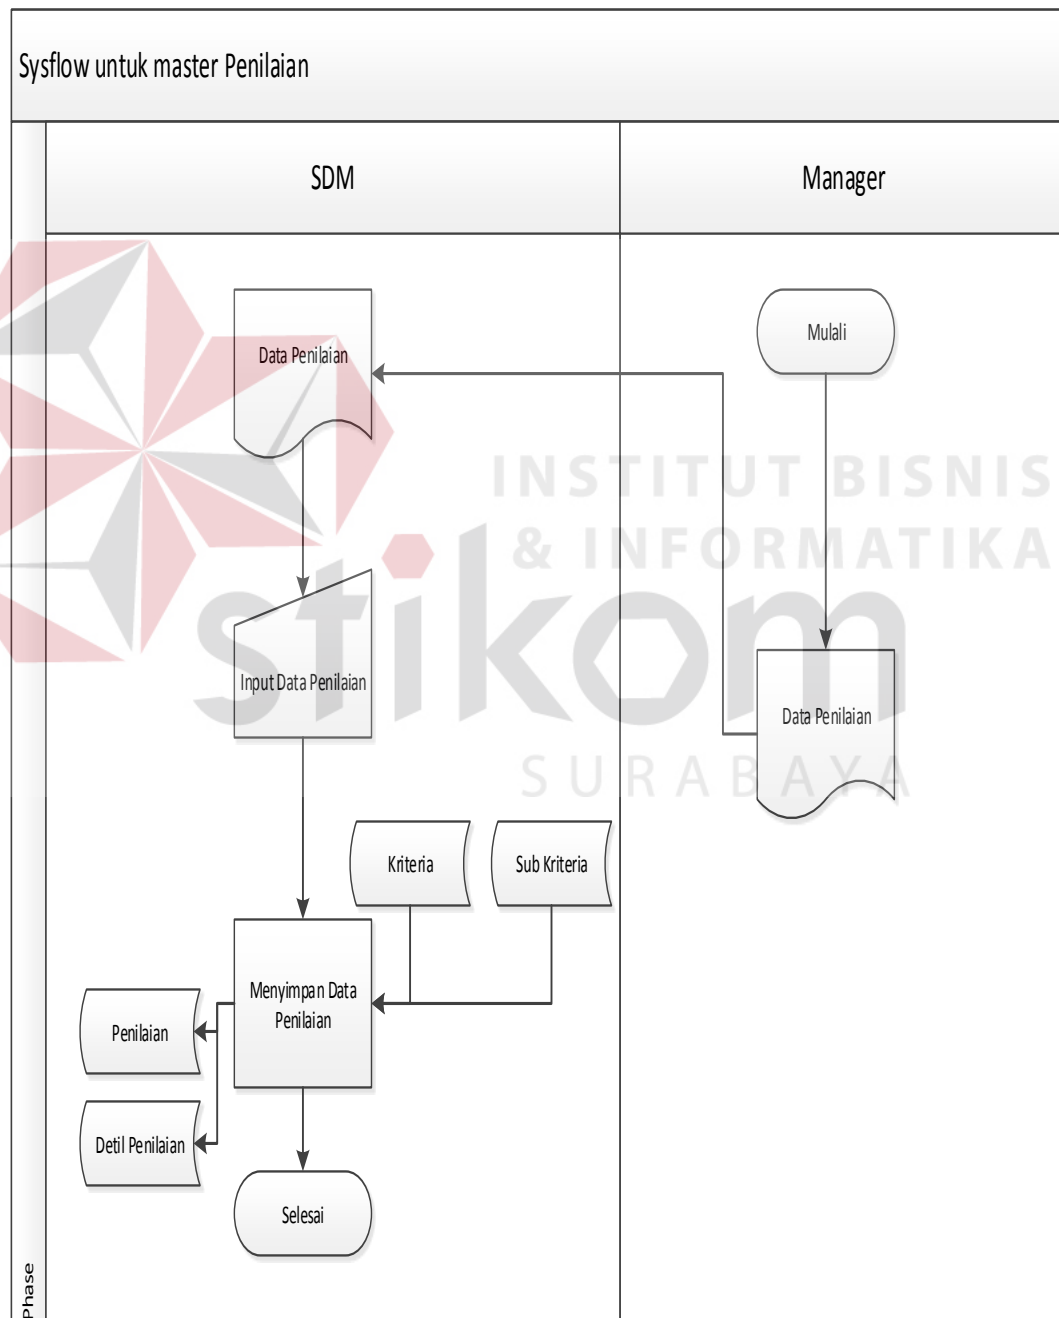 Sysflow untuk master Penilaian
SDM
Manager
Data Penilaian
Mulali
INSTITUT BISNIS
& INFORMATIKA
stikom
SURABAYA
Input Data Penilaian
Data Penilaian
Kriteria
Sub Kriteria
Menyimpan Data
Penilaian
Penilaian
Detil Penilaian
Selesai
Phase